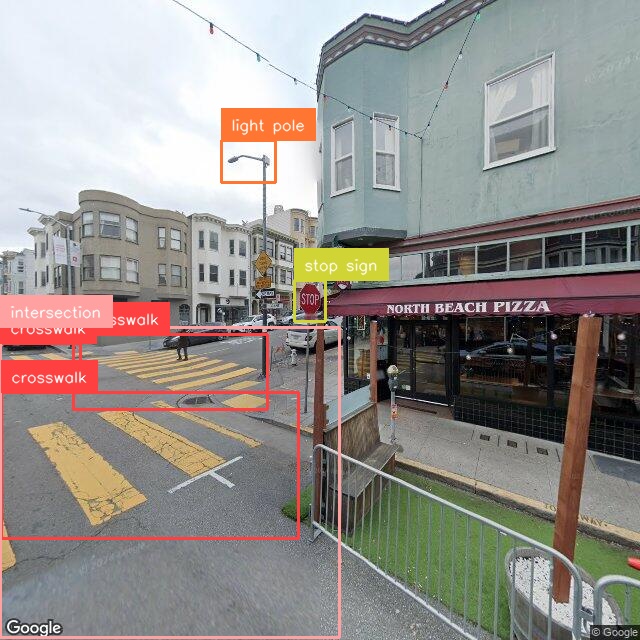 light pole
stop sign
intersection
crosswalk
crosswalk
crosswalk
STOP
NORTH BEACH PIZZA
Google
© Google